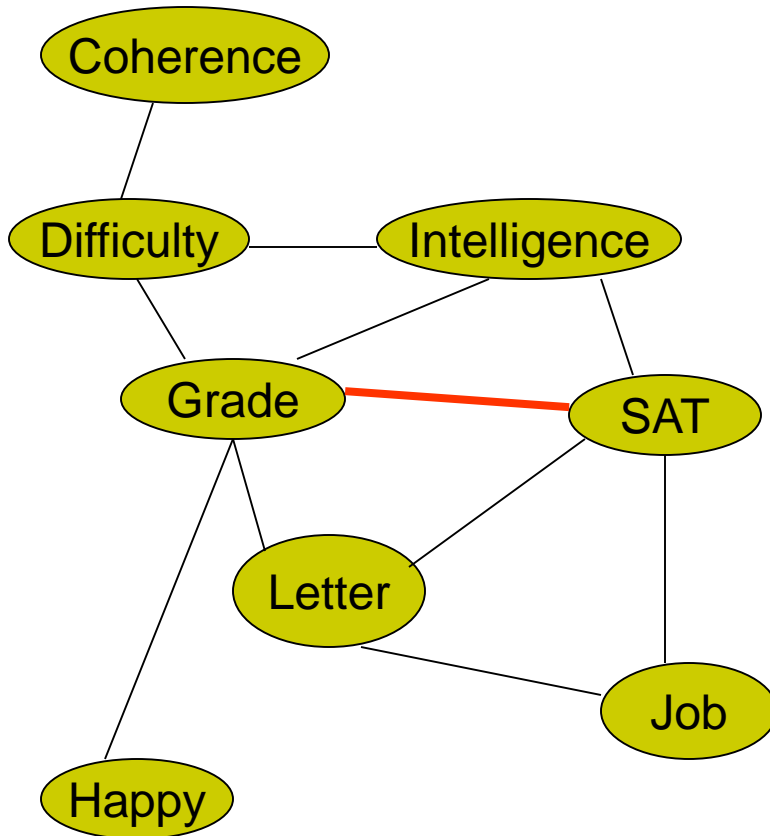 Coherence
Difficulty
Intelligence
Grade
SAT
Letter
Job
Happy